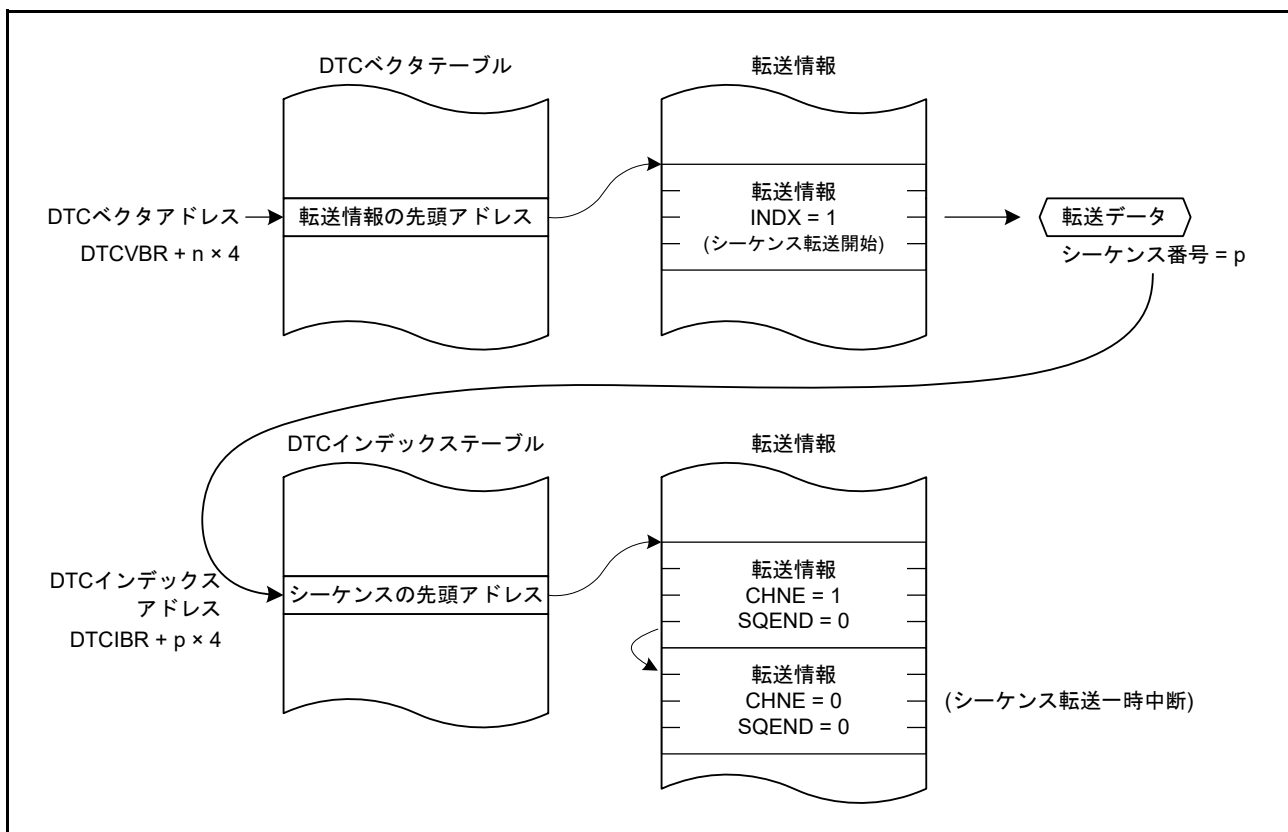 DTCベクタテーブル
転送情報
DTCベクタアドレス
DTCVBR + n × 4
転送情報の先頭アドレス
転送情報
INDX = 1
(シーケンス転送開始)
転送データ
シーケンス番号 = p
DTCインデックステーブル
転送情報
DTCインデックス
アドレス
DTCIBR + p × 4
シーケンスの先頭アドレス
転送情報
CHNE = 1
SQEND = 0
転送情報
CHNE = 0
SQEND = 0
(シーケンス転送一時中断)